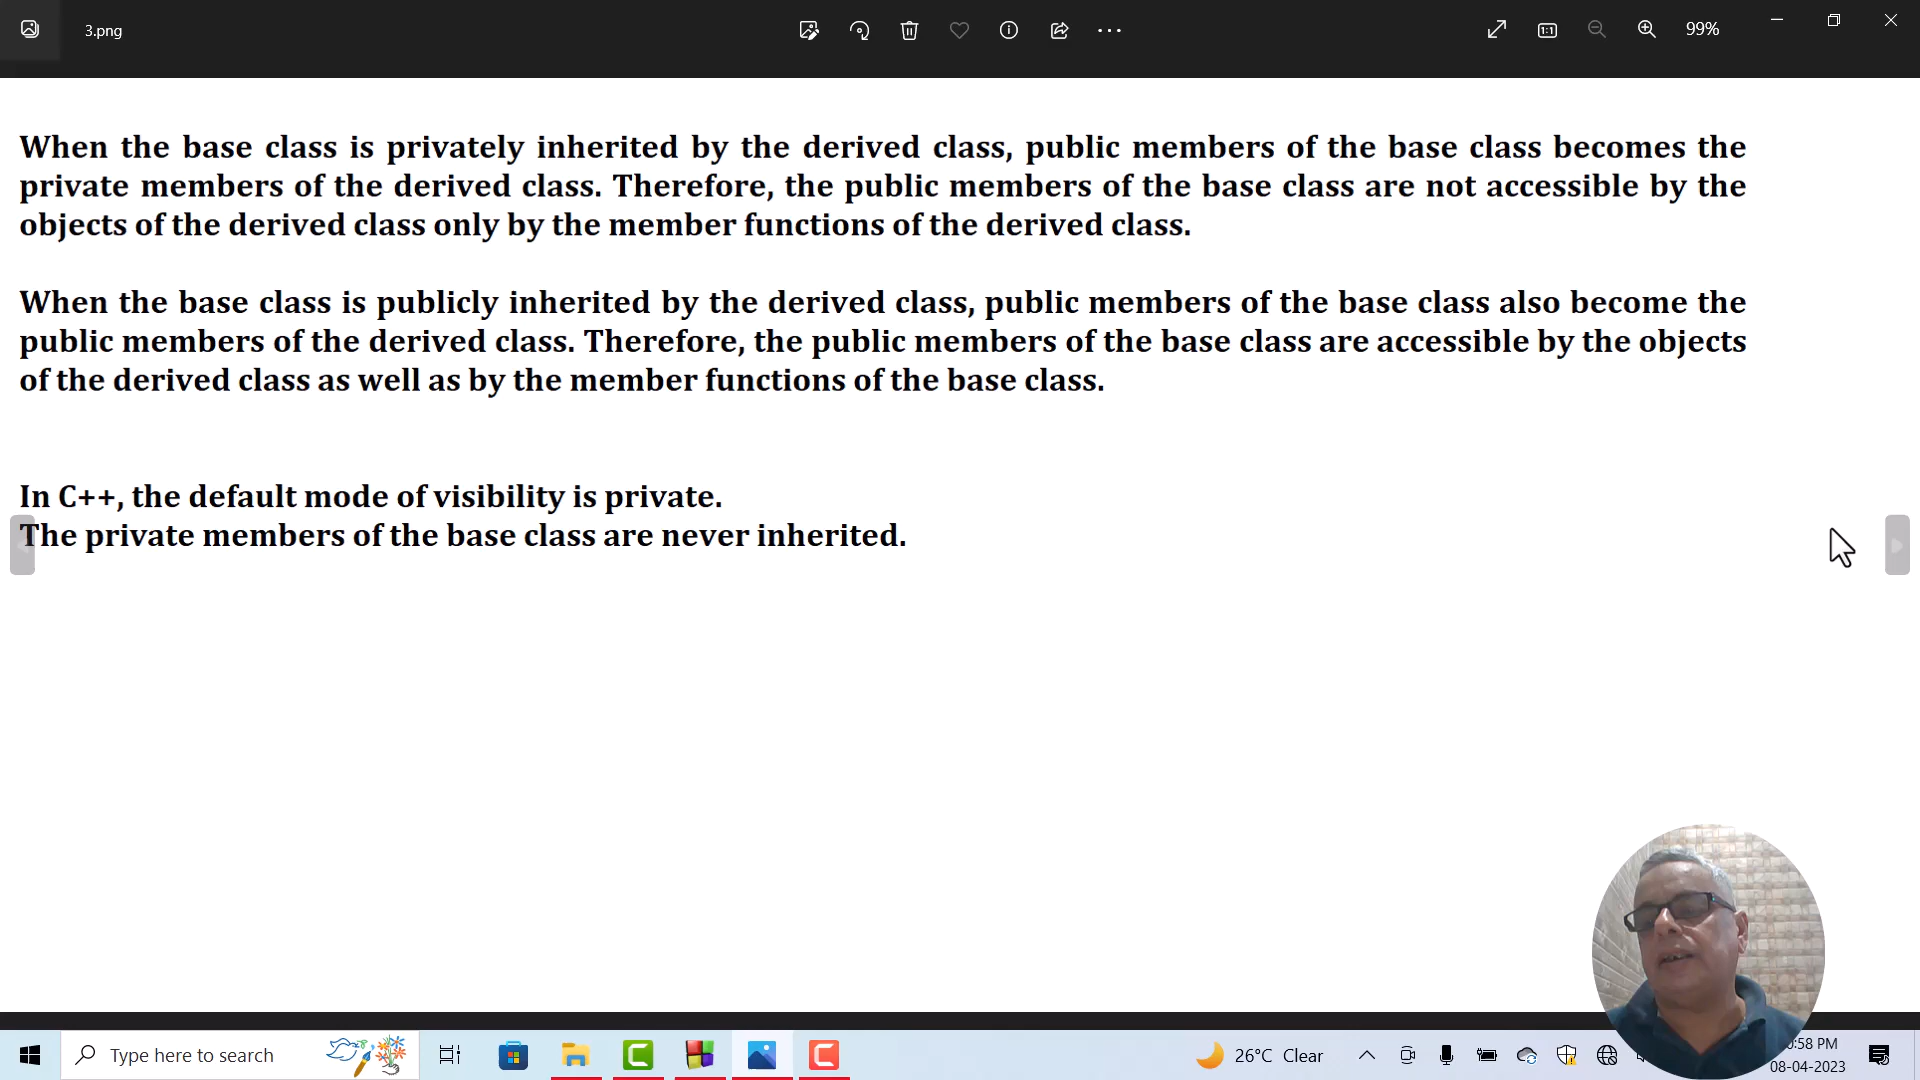 3.png
99%
When the base class is privately inherited by the derived class, public members of the base class becomes the
private members of the derived class. Therefore, the public members of the base class are not accessible by the
objects of the derived class only by the member functions of the derived class.
When the base class is publicly inherited by the derived class, public members of the base class also become the
public members of the derived class. Therefore, the public members of the base class are accessible by the objects
of the derived class as well as by the member functions of the base class.
In C++, the default mode of visibility is private.
The private members of the base class are never inherited.
Type here to search
26°C Clear
:58 PM
08-04-2023